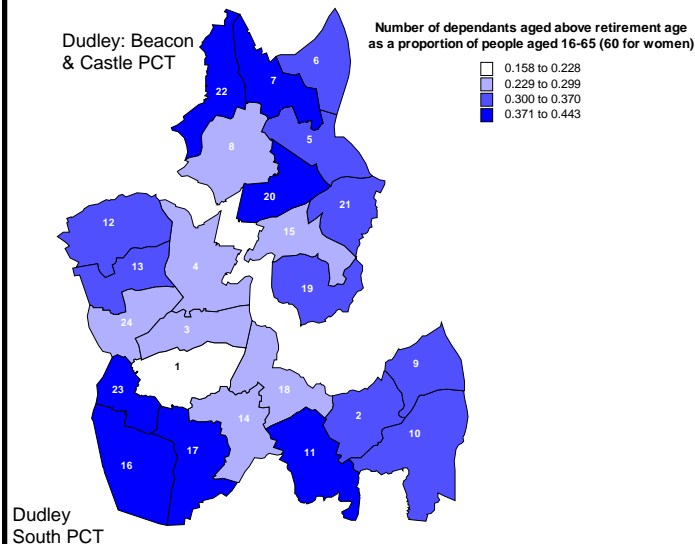 Number of dependants aged above retirement age
as a proportion of people aged 16-65 (60 for women)
0.158 to 0.228
0.229 to 0.299
0.300 to 0.370
0.371 to 0.443
Dudley: Beacon
& Castle PCT
6
7
22
5
8
20
21
15
12
13
4
19
24
3
1
9
23
18
2
14
10
17
11
16
Dudley
South PCT